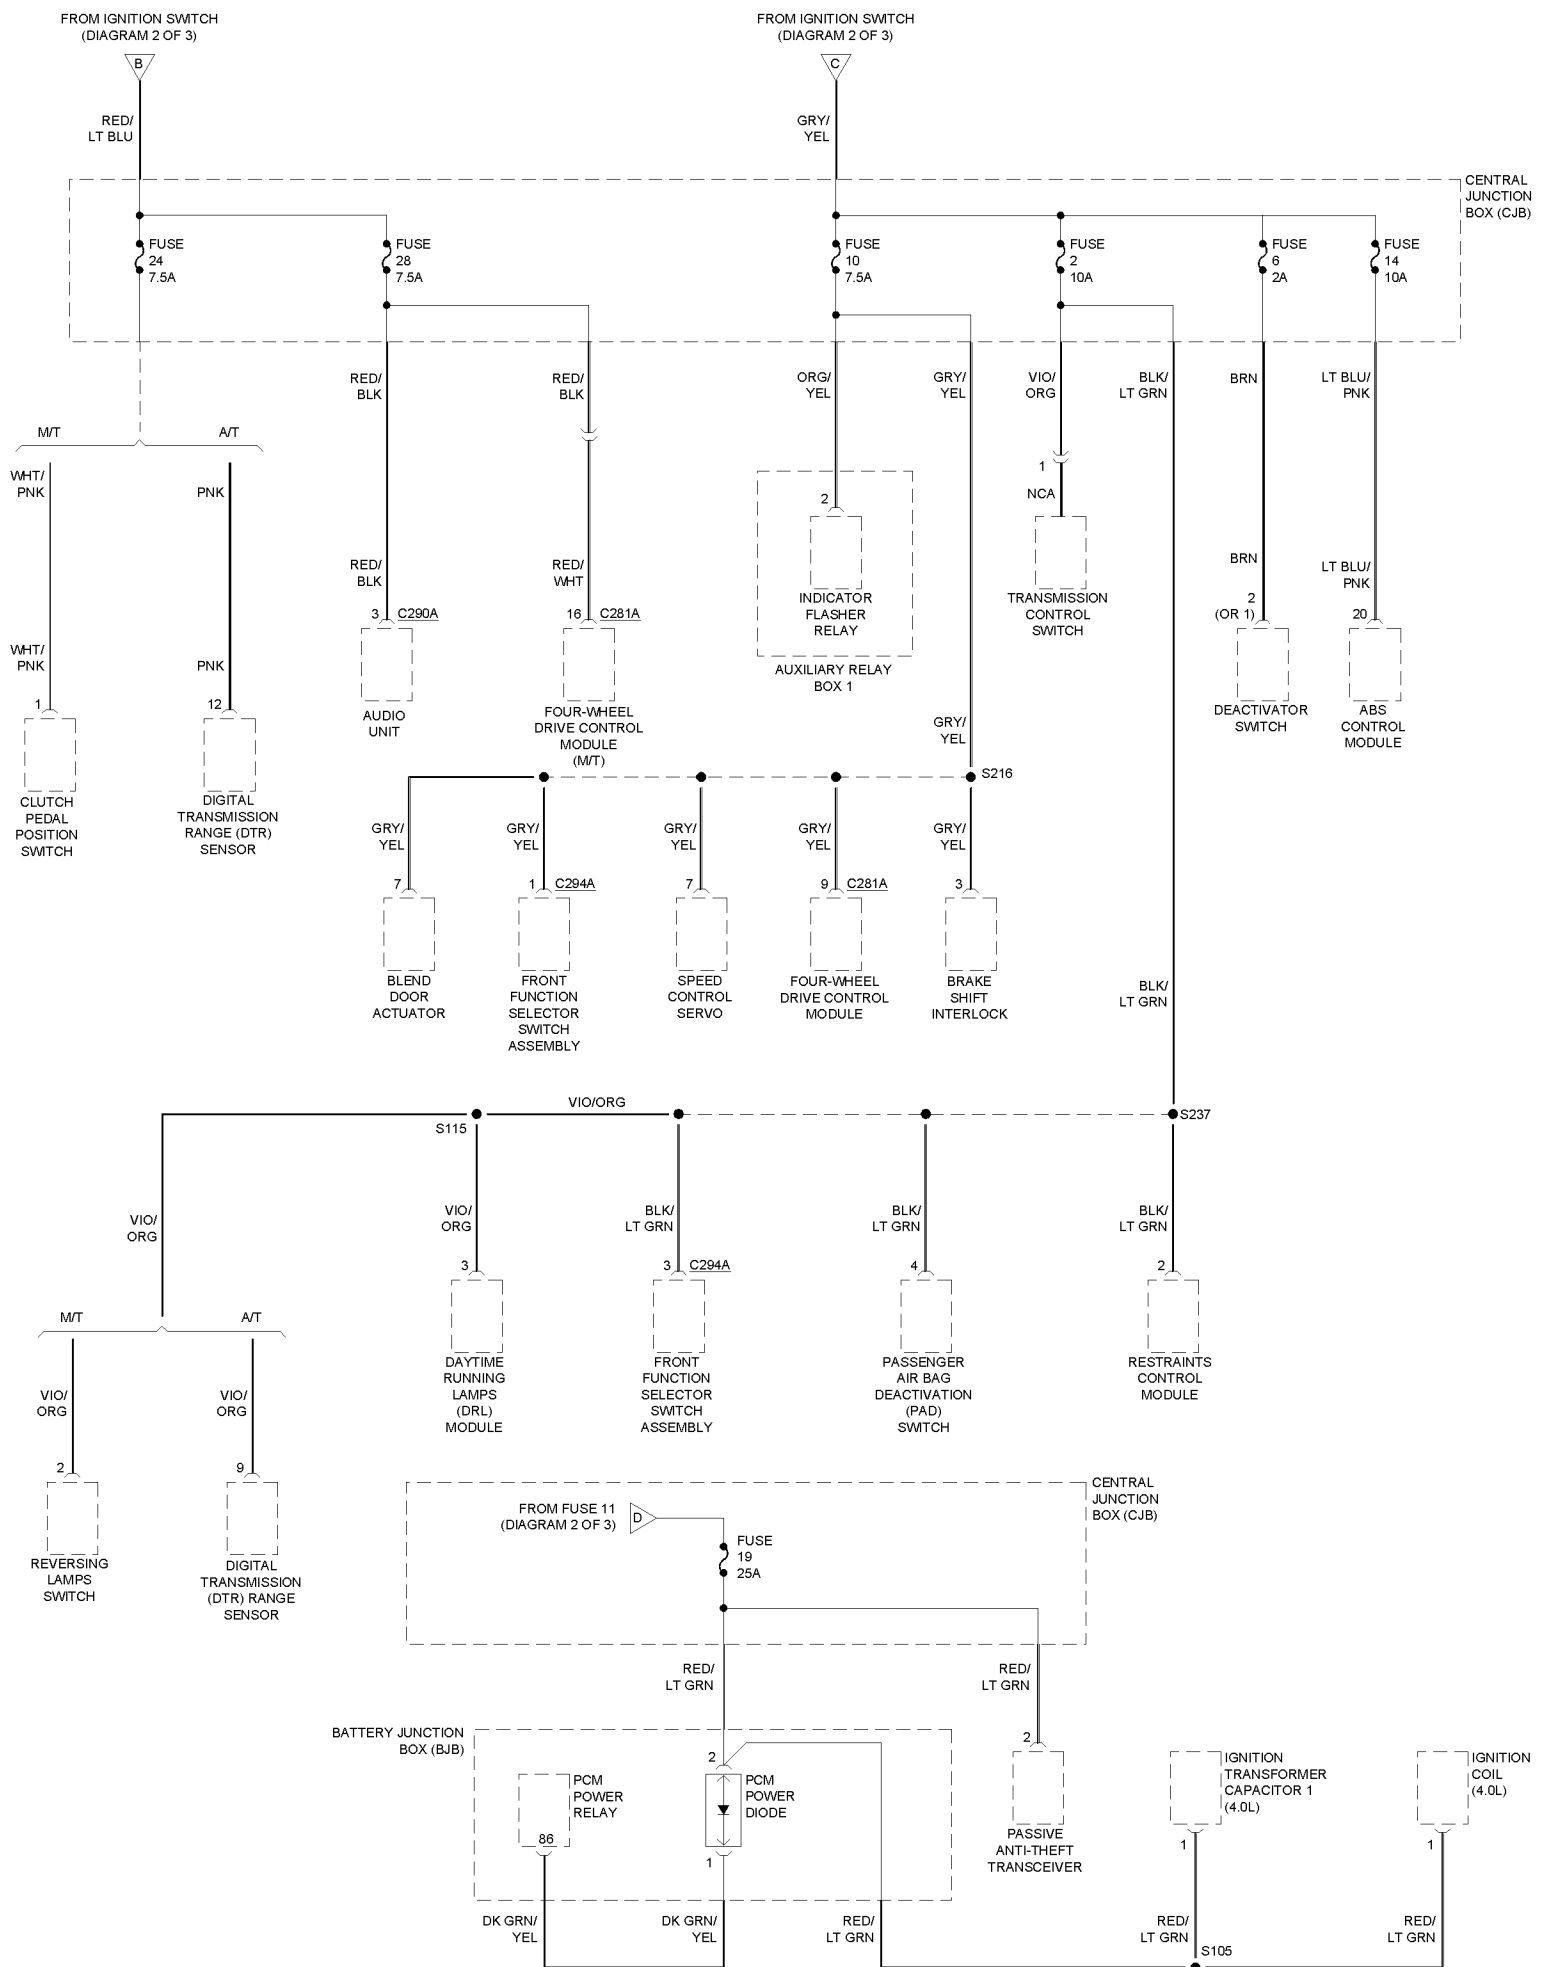 FROM IGNITION SWITCH
(DIAGRAM 2 OF 3)
B
FROM IGNITION SWITCH
(DIAGRAM 2 OF 3)
C
RED/
LT BLU
GRY/
YEL
CENTRAL
JUNCTION
BOX (CJB)
FUSE
24
7.5A
FUSE
28
7.5A
FUSE
10
7.5A
FUSE
2
10A
FUSE
6
2A
FUSE
14
10A
RED/
BLK
RED/
BLK
ORG/
YEL
GRY/
YEL
VIO/
ORG
BLK/
LT GRN
BRN
LT BLU/
PNK
M/T
A/T
WHT/
PNK
PNK
1
NCA
2
RED/
BLK
RED/
WHT
BRN
LT BLU/
PNK
INDICATOR
FLASHER
RELAY
TRANSMISSION
CONTROL
SWITCH
3
C290A
16
C281A
2
(OR 1)
20
WHT/
PNK
PNK
AUXILIARY RELAY
BOX 1
1
12
AUDIO
UNIT
FOUR-WHEEL
DRIVE CONTROL
MODULE
(M/T)
DEACTIVATOR
SWITCH
ABS
CONTROL
MODULE
GRY/
YEL
S216
CLUTCH
PEDAL
POSITION
SWITCH
DIGITAL
TRANSMISSION
RANGE (DTR)
SENSOR
GRY/
YEL
GRY/
YEL
GRY/
YEL
GRY/
YEL
GRY/
YEL
7
1
C294A
7
9
C281A
3
BLEND
DOOR
ACTUATOR
FRONT
FUNCTION
SELECTOR
SWITCH
ASSEMBLY
SPEED
CONTROL
SERVO
FOUR-WHEEL
DRIVE CONTROL
MODULE
BRAKE
SHIFT
INTERLOCK
BLK/
LT GRN
VIO/ORG
S115
S237
VIO/
ORG
VIO/
ORG
BLK/
LT GRN
BLK/
LT GRN
BLK/
LT GRN
3
3
C294A
4
2
M/T
A/T
DAYTIME
RUNNING
LAMPS
(DRL)
MODULE
FRONT
FUNCTION
SELECTOR
SWITCH
ASSEMBLY
PASSENGER
AIR BAG
DEACTIVATION
(PAD)
SWITCH
RESTRAINTS
CONTROL
MODULE
VIO/
ORG
VIO/
ORG
2
9
REVERSING
LAMPS
SWITCH
DIGITAL
TRANSMISSION
(DTR) RANGE
SENSOR
CENTRAL
JUNCTION
BOX (CJB)
FROM FUSE 11
(DIAGRAM 2 OF 3)
D
FUSE
19
25A
RED/
LT GRN
RED/
LT GRN
BATTERY JUNCTION
BOX (BJB)
2
2
PCM
POWER
RELAY
86
PCM
POWER
DIODE
1
PASSIVE
ANTI-THEFT
TRANSCEIVER
IGNITION
TRANSFORMER
CAPACITOR 1
(4.0L)
1
IGNITION
COIL
(4.0L)
1
DK GRN/
YEL
DK GRN/
YEL
RED/
LT GRN
RED/
LT GRN
S105
RED/
LT GRN